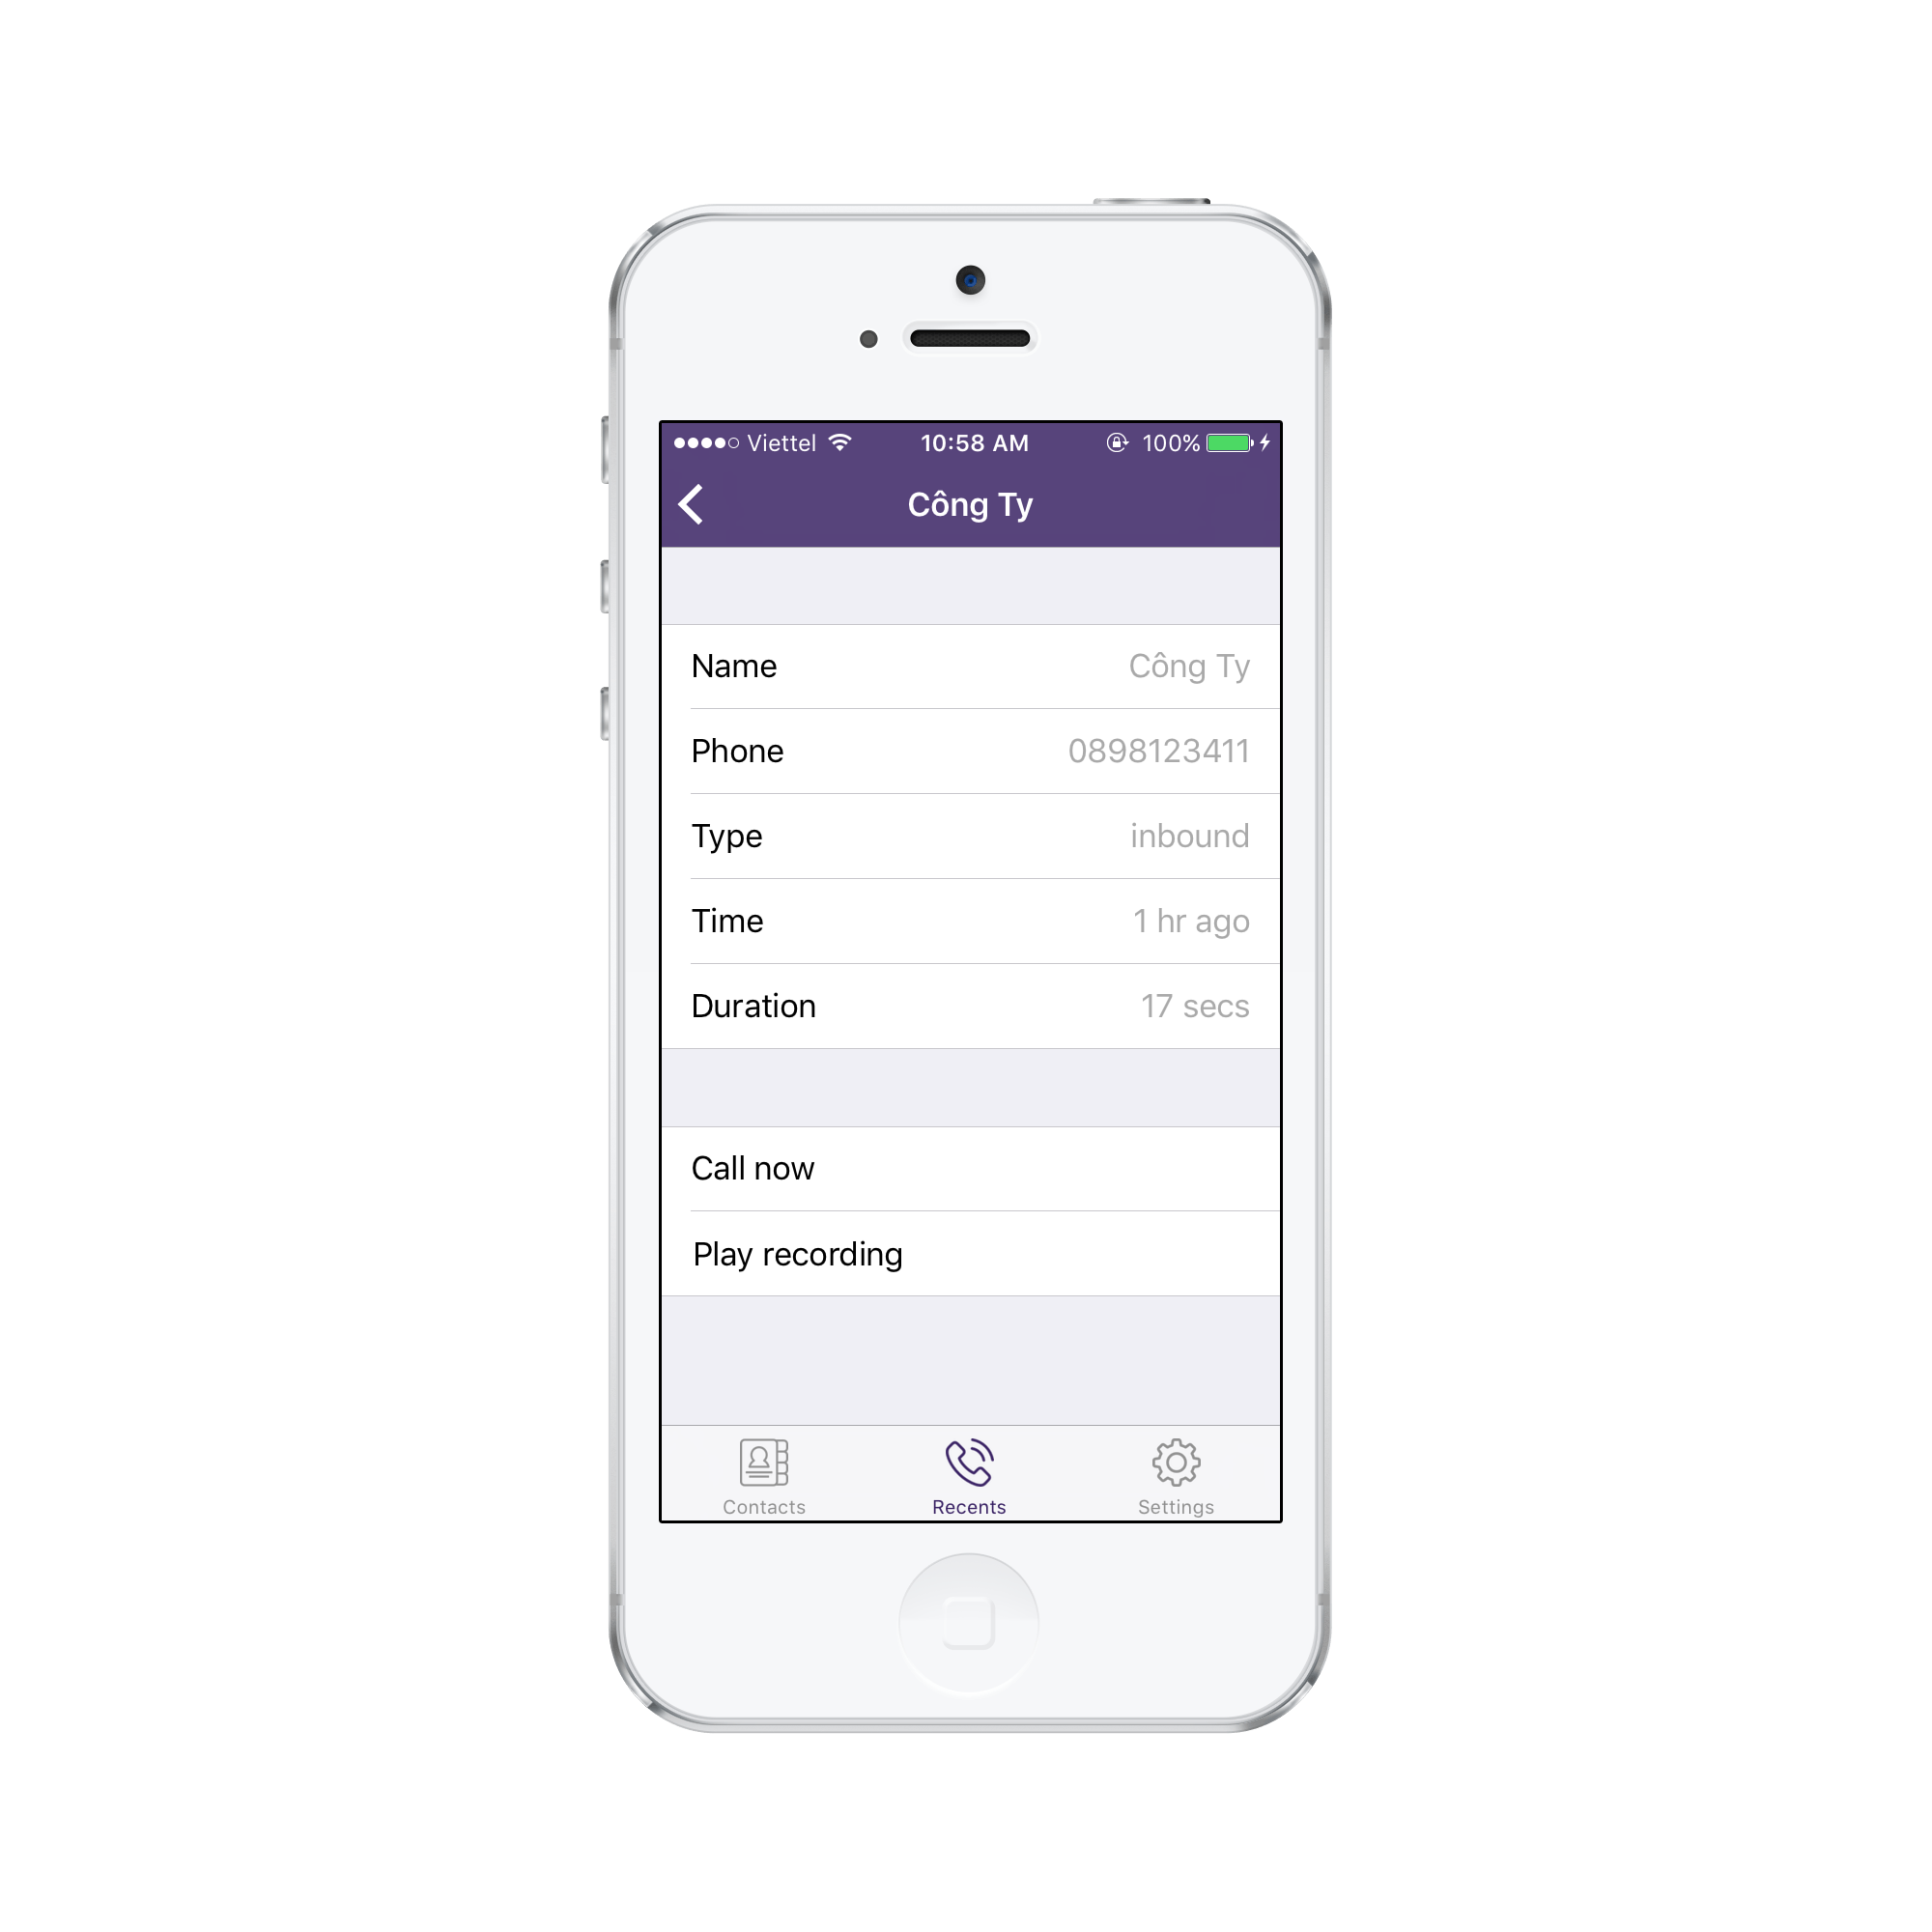 Viettel 10:58 AM 100%
Công Ty
Name Công Ty
Phone 0898123411
Type inbound
Time 1 hr ago
Duration 17 secs
Call now
Play recording
Contacts Recents Settings